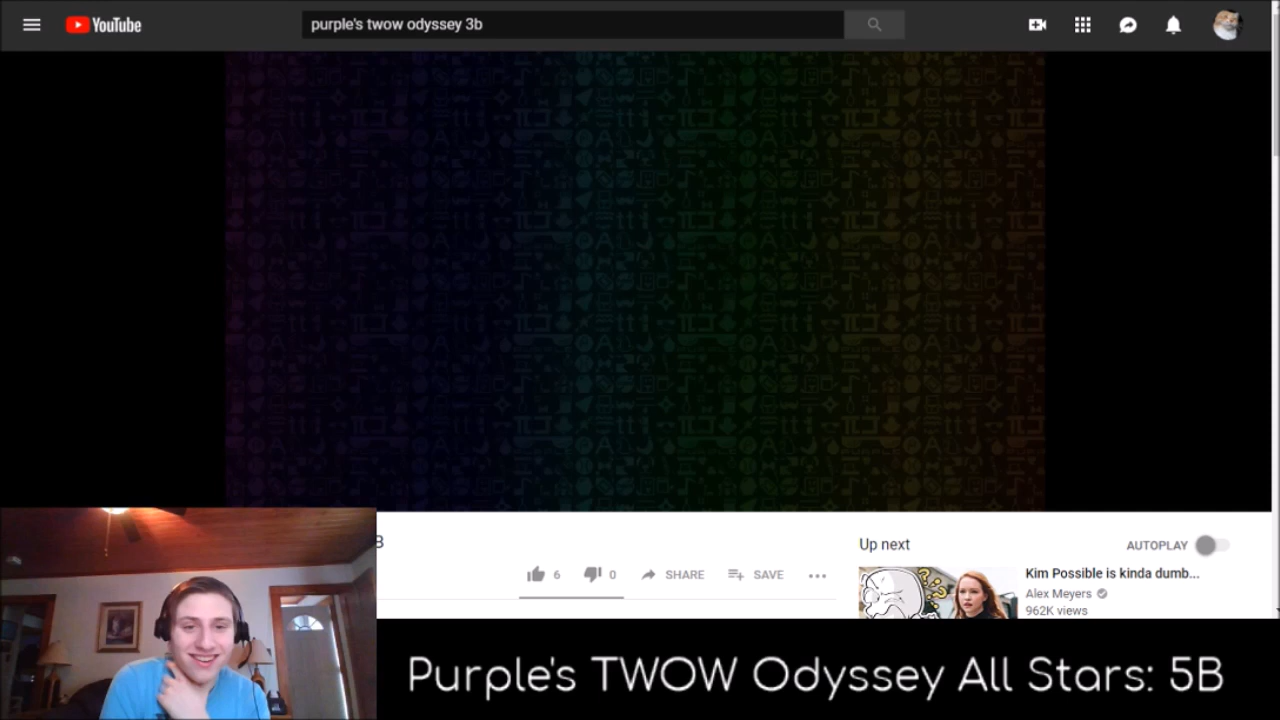 YouTube
purple's twow odyssey 3b
B
6
0
SHARE
SAVE
Up next
AUTOPLAY
Kim Possible is kinda dumb...
Alex Meyers
962K views
Purple's TWOW Odyssey All Stars: 5B